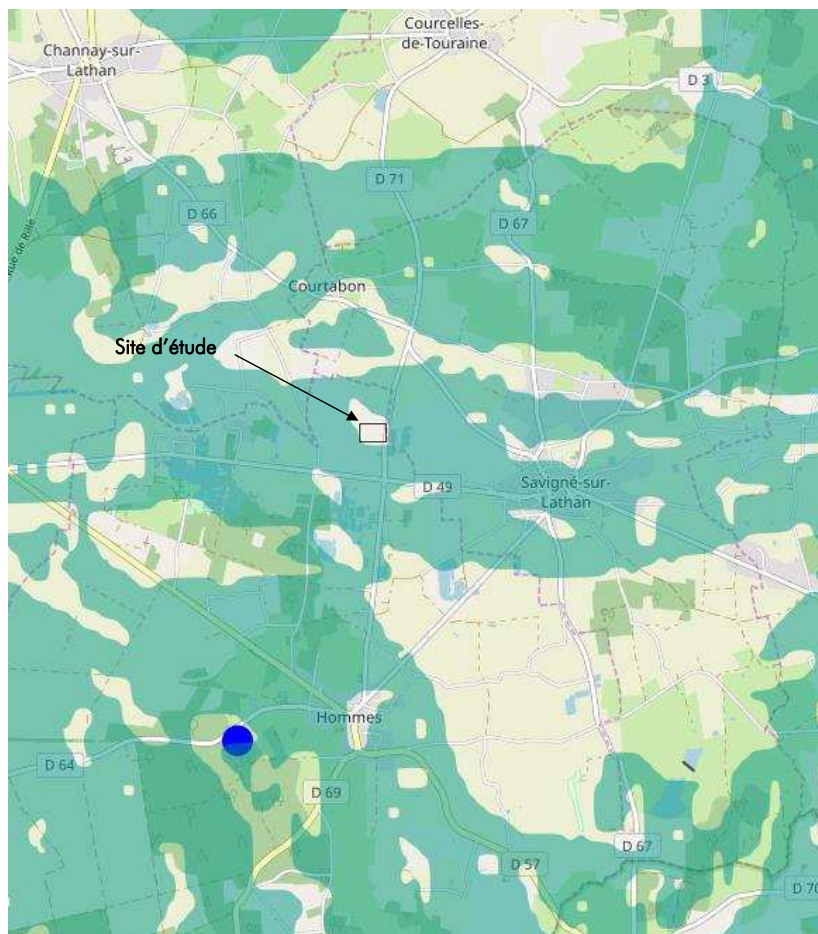 Courcelles-
de-Touraine
Channay-sur-
Lathan
D 3
D 71
D 66
D 67
Rue de Rillé
Courtabon
Site d'étude
D 49
Savigné-sur-
Lathan
Hommes
D 64
D 69
D 67
D 57
D 70